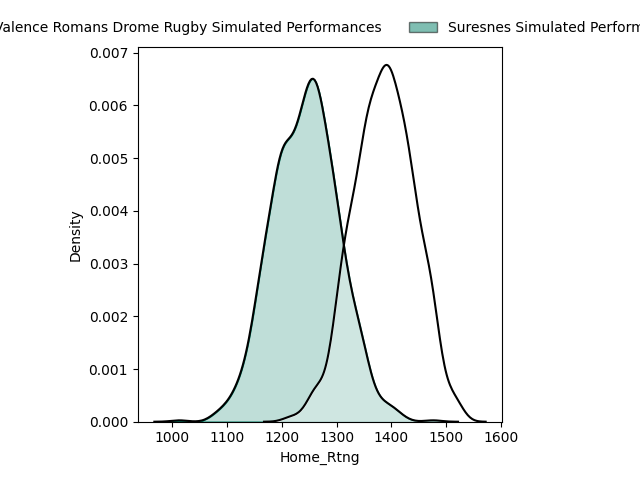 Valence Romans Drome Rugby Simulated Performances Suresnes Simulated Perform
0.007
0.006
0.005
0.004
0.003
0.002
0.001
0.000
Density
1000 1100 1200 1300 1400 1500 1600
Home_Rtng